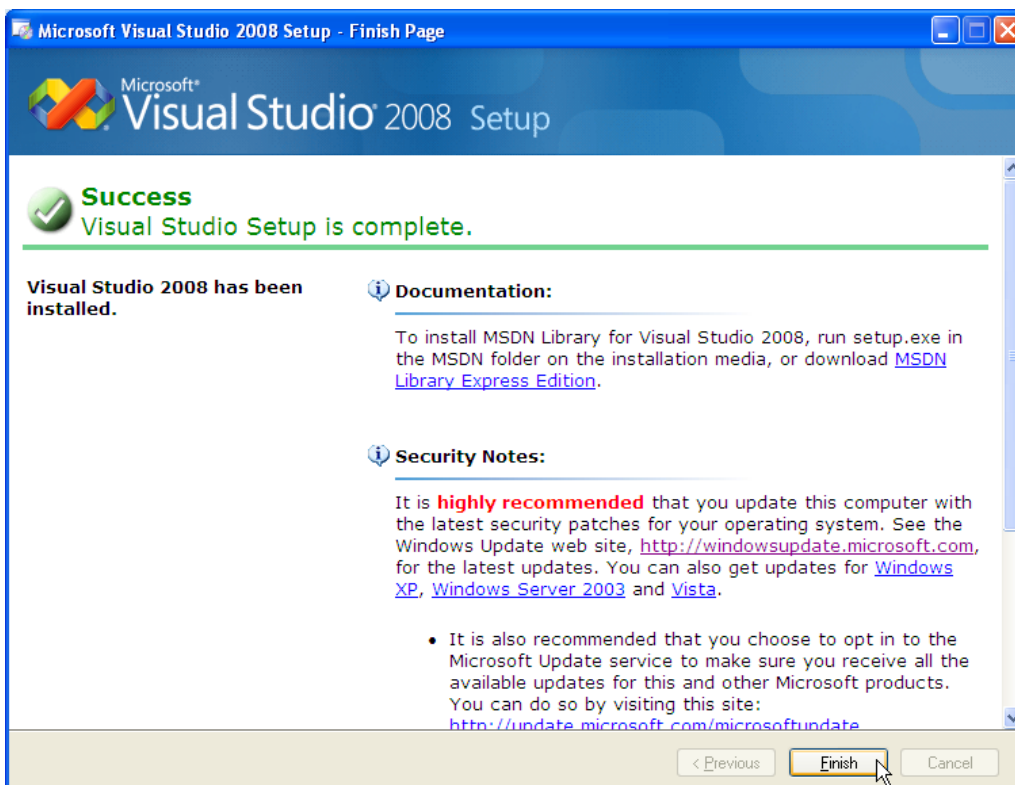 Microsoft Visual Studio 2008 Setup - Finish Page
Microsoft®
Visual Studio® 2008 Setup
Success
Visual Studio Setup is complete.
Visual Studio 2008 has been
installed.
Documentation:
To install MSDN Library for Visual Studio 2008, run setup.exe in
the MSDN folder on the installation media, or download MSDN
Library Express Edition.
Security Notes:
It is highly recommended that you update this computer with
the latest security patches for your operating system. See the
Windows Update web site, http://windowsupdate.microsoft.com,
for the latest updates. You can also get updates for Windows
XP, Windows Server 2003 and Vista.
• It is also recommended that you choose to opt in to the
Microsoft Update service to make sure you receive all the
available updates for this and other Microsoft products.
You can do so by visiting this site:
http://update.microsoft.com/microsoftupdate
< Previous
Finish
Cancel